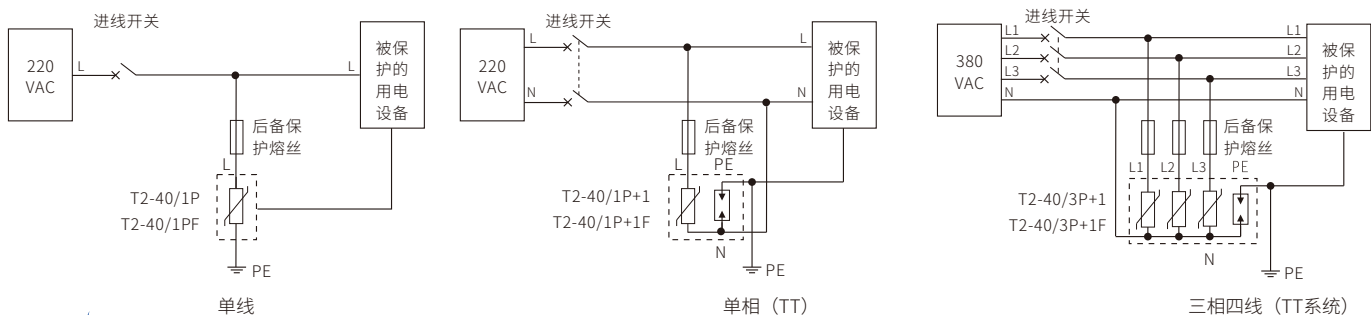 进线开关
220
VAC
L
L
被保
护的
用电
设备
后备保
护熔丝
L
T2-40/1P
T2-40/1PF
PE
单线
进线开关
220
VAC
L
N
L
N
被保
护的
用电
设备
后备保
护熔丝
L
PE
T2-40/1P+1
T2-40/1P+1F
N
PE
单相（TT）
进线开关
380
VAC
L1
L2
L3
N
L1
L2
L3
N
被保
护的
用电
设备
后备保
护熔丝
L1
L2
L3
PE
T2-40/3P+1
T2-40/3P+1F
N
PE
三相四线（TT系统）